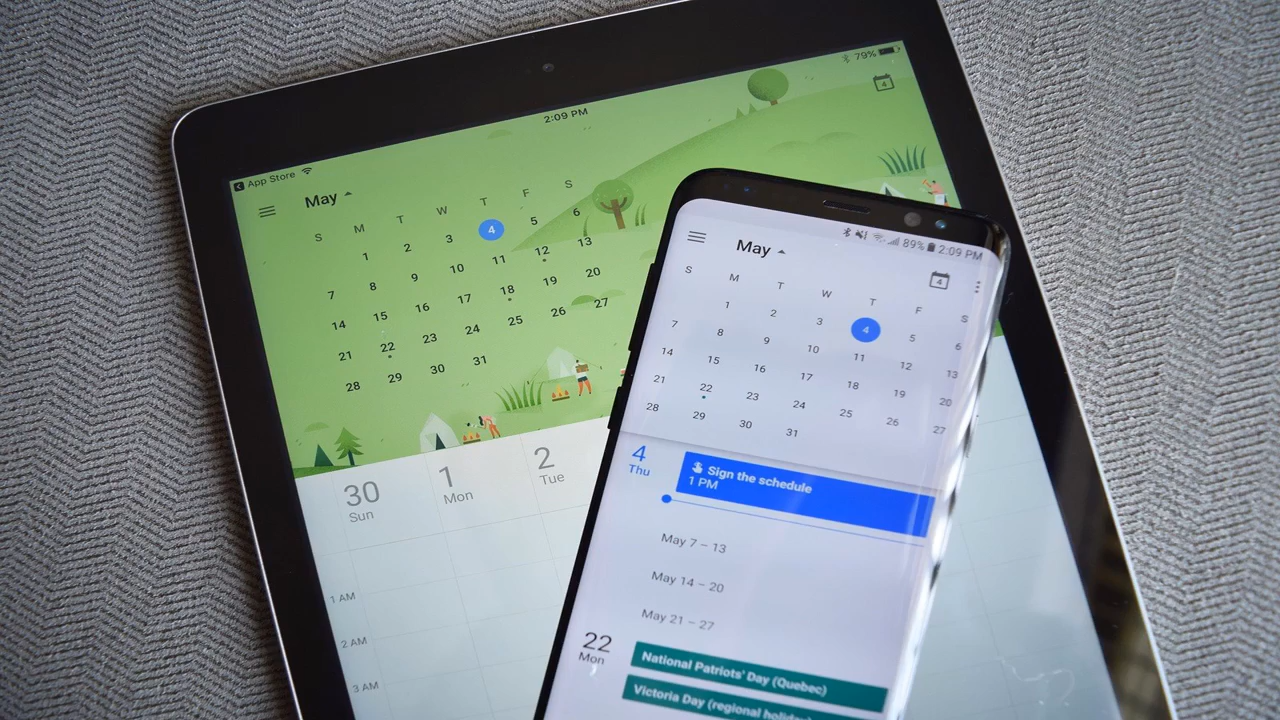 2:09 PM
79%
App Store
4
May
S M T W T F S
1 2 3 4 5 6
7 8 9 10 11 12 13
14 15 16 17 18 19 20
21 22 23 24 25 26 27
28 29 30 31
30 1 2
Sun Mon Tue
1 AM
2 AM
3 AM
89% 2:09 PM
May
4
S M T W T F S
1 2 3 4 5 6
7 8 9 10 11 12 13
14 15 16 17 18 19 20
21 22 23 24 25 26 27
28 29 30 31
4
Thu
Sign the schedule
1 PM
May 7 – 13
May 14 – 20
May 21 – 27
22
Mon
National Patriots' Day (Quebec)
Victoria Day (regional